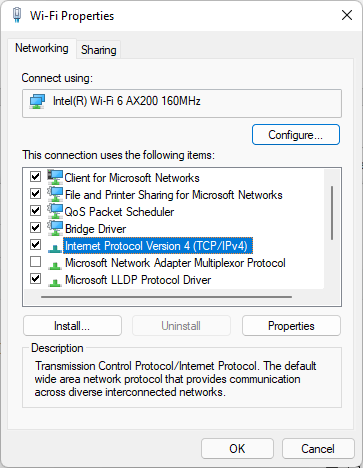 Wi-Fi Properties
Networking
Sharing
Connect using:
Intel(R) Wi-Fi 6 AX200 160MHz
Configure...
This connection uses the following items:
Client for Microsoft Networks
File and Printer Sharing for Microsoft Networks
QoS Packet Scheduler
Bridge Driver
Internet Protocol Version 4 (TCP/IPv4)
Microsoft Network Adapter Multiplexor Protocol
Microsoft LLDP Protocol Driver
Install...
Uninstall
Properties
Description
Transmission Control Protocol/Internet Protocol. The default
wide area network protocol that provides communication
across diverse interconnected networks.
OK
Cancel